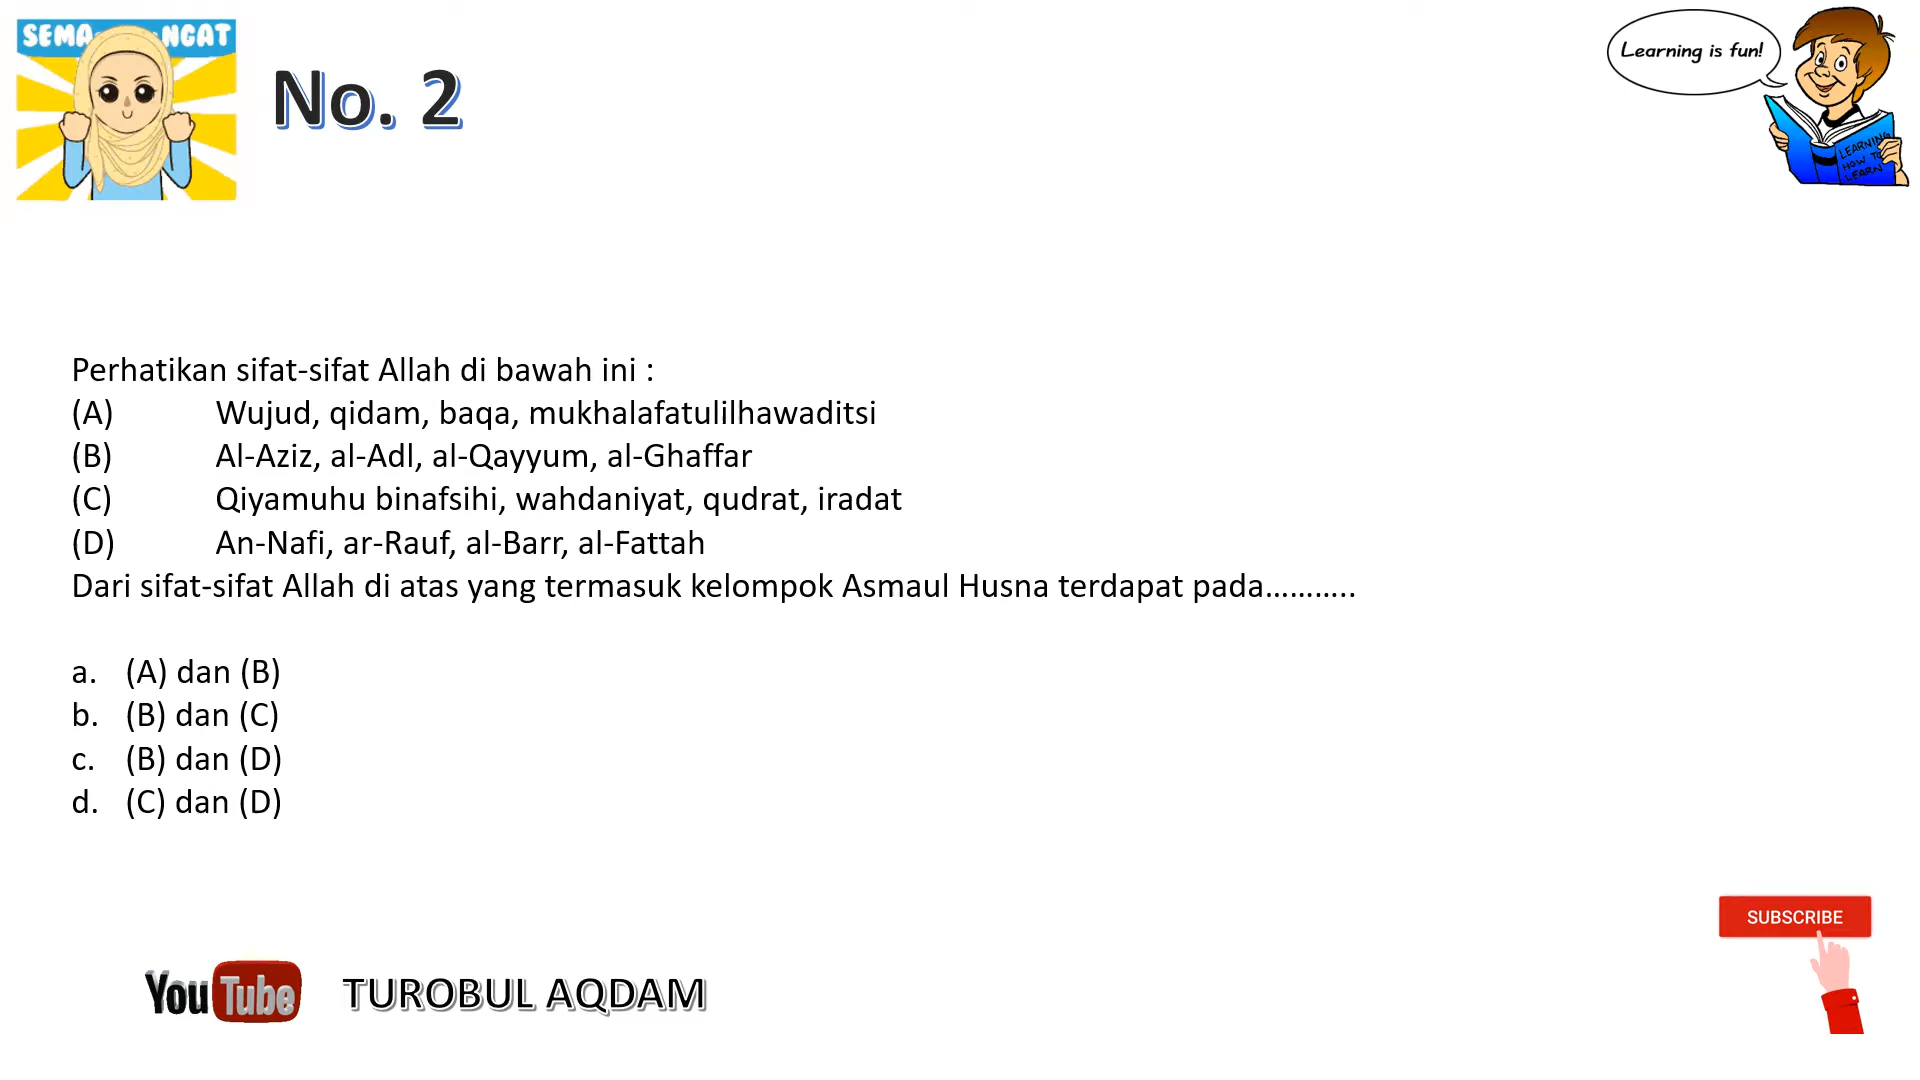 SEMA NGAT
No. 2
Learning is fun!
LEARNING
HOW TO
LEARN
Perhatikan sifat-sifat Allah di bawah ini :
(A) Wujud, qidam, baqa, mukhalafatulilhawaditsi
(B) Al-Aziz, al-Adl, al-Qayyum, al-Ghaffar
(C) Qiyamuhu binafsihi, wahdaniyat, qudrat, iradat
(D) An-Nafi, ar-Rauf, al-Barr, al-Fattah
Dari sifat-sifat Allah di atas yang termasuk kelompok Asmaul Husna terdapat pada………..
a. (A) dan (B)
b. (B) dan (C)
c. (B) dan (D)
d. (C) dan (D)
SUBSCRIBE
YouTube TUROBUL AQDAM